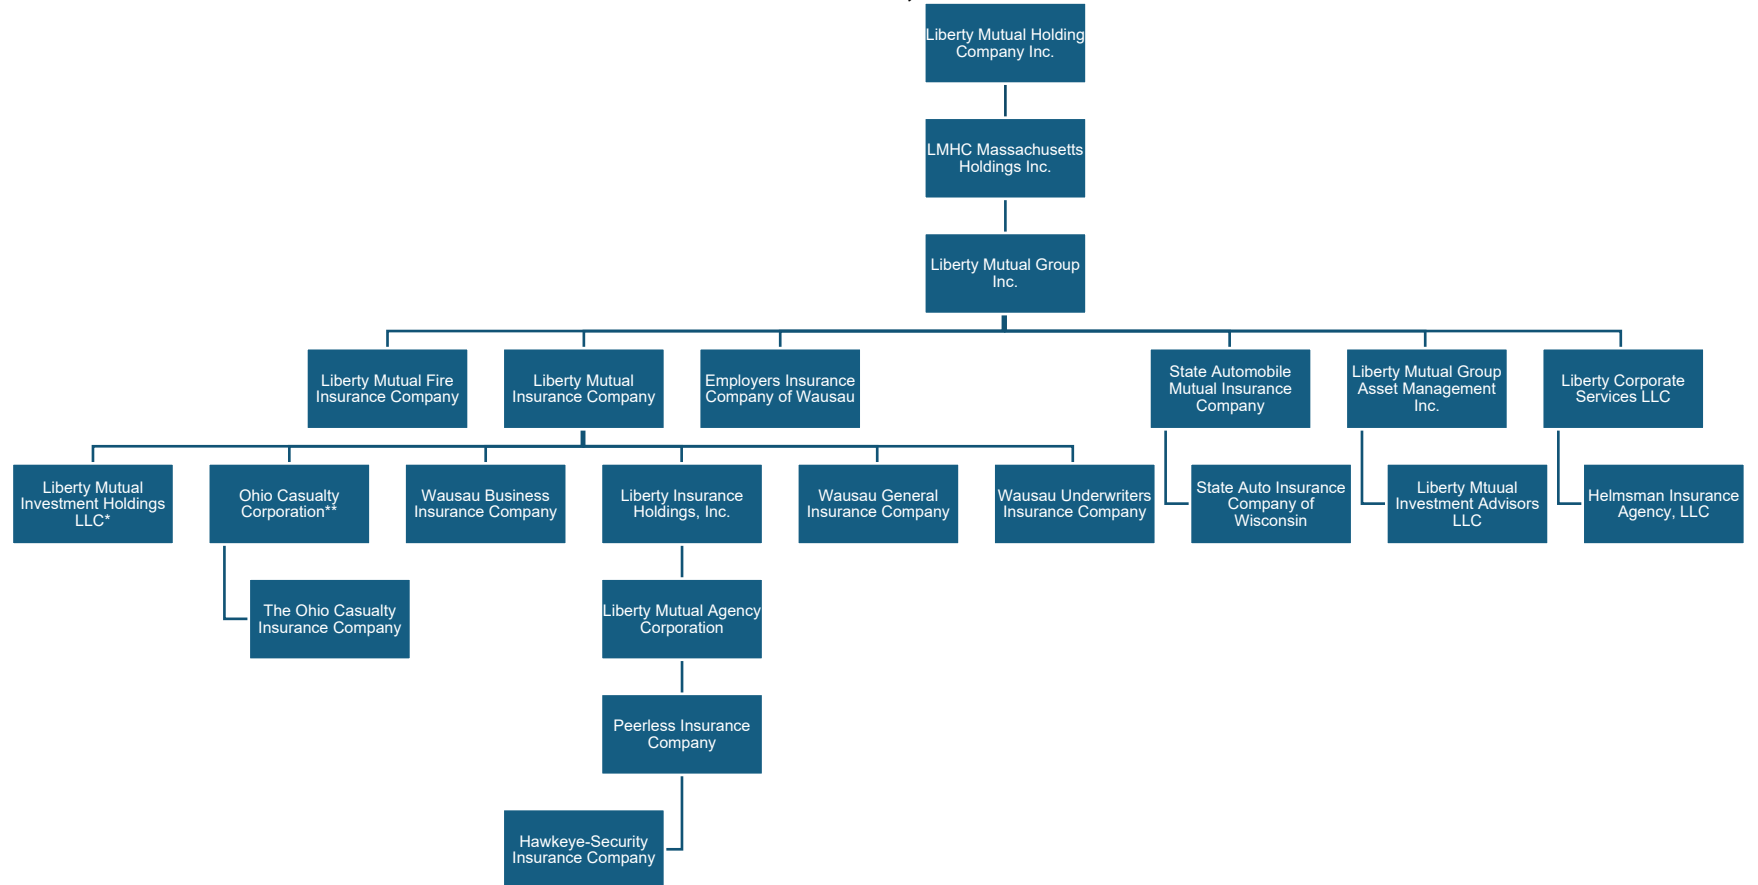 Liberty Mutual Holding
Company Inc.
LMHC Massachusetts
Holdings Inc.
Liberty Mutual Group
Inc.
Liberty Mutual Fire
Insurance Company
Liberty Mutual
Insurance Company
Employers Insurance
Company of Wausau
State Automobile
Mutual Insurance
Company
Liberty Mutual Group
Asset Management
Inc.
Liberty Corporate
Services LLC
Liberty Mutual
Investment Holdings
LLC*
Ohio Casualty
Corporation**
Wausau Business
Insurance Company
Liberty Insurance
Holdings, Inc.
Wausau General
Insurance Company
Wausau Underwriters
Insurance Company
State Auto Insurance
Company of
Wisconsin
Liberty Mtuual
Investment Advisors
LLC
Helmsman Insurance
Agency, LLC
The Ohio Casualty
Insurance Company
Liberty Mutual Agency
Corporation
Peerless Insurance
Company
Hawkeye-Security
Insurance Company